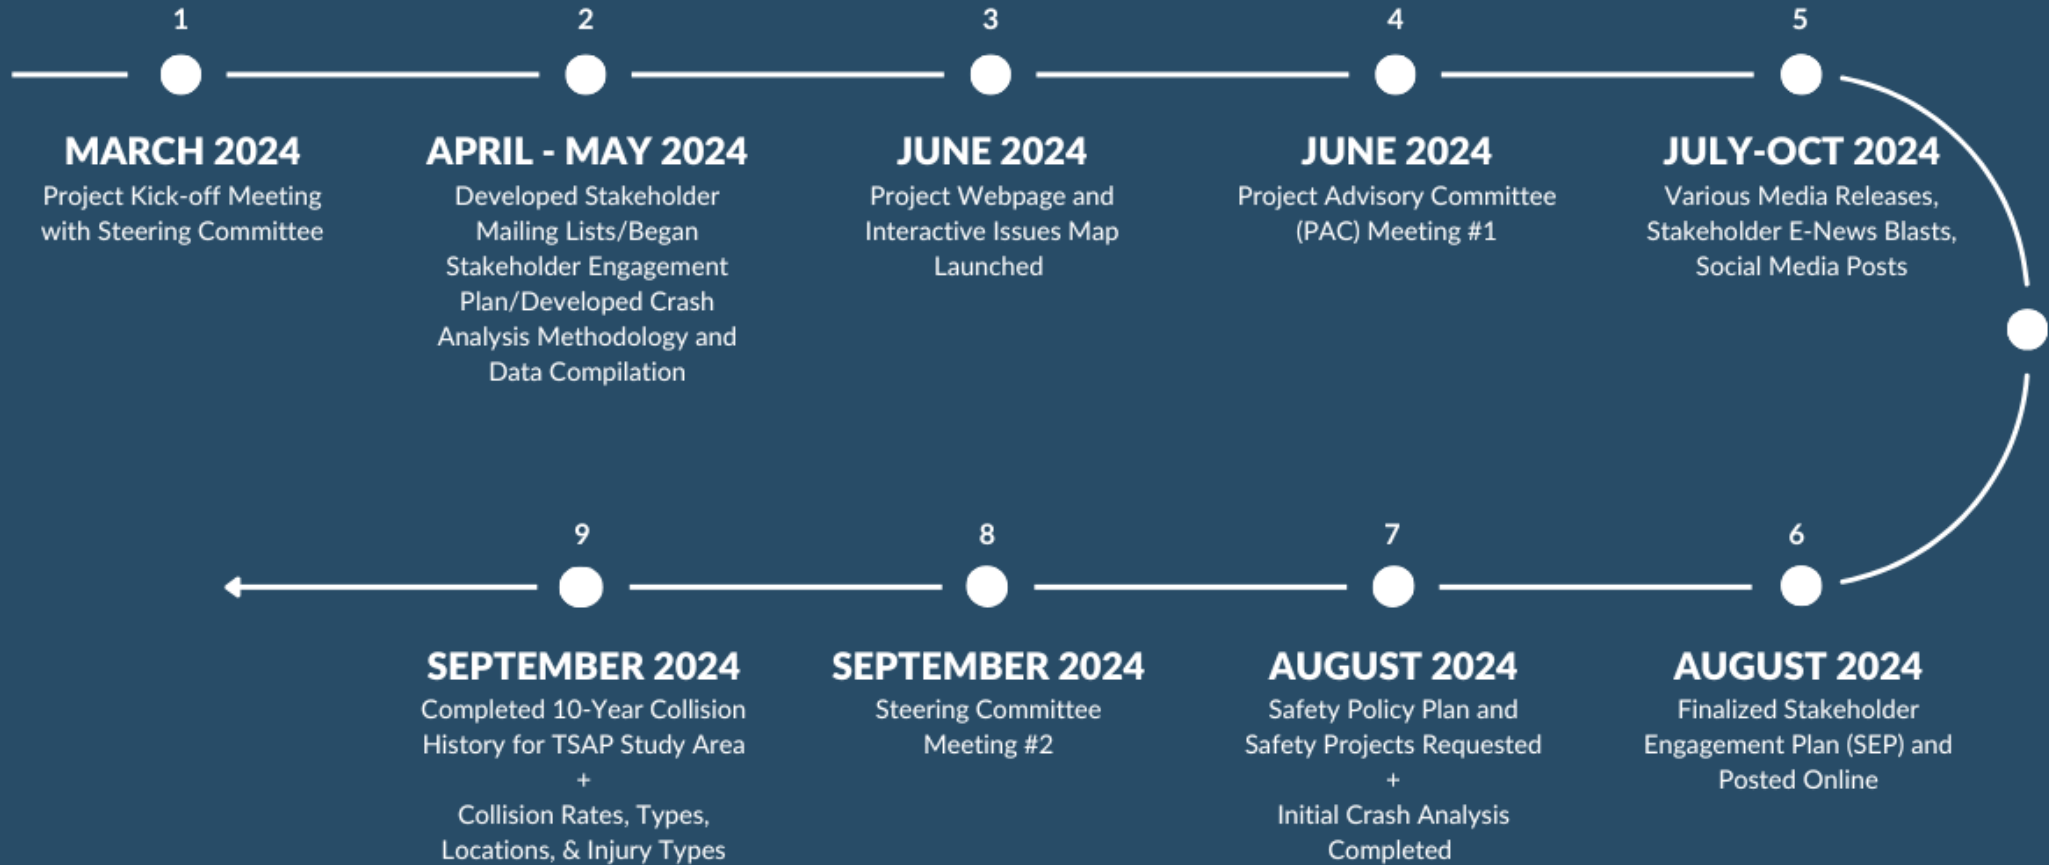 1
MARCH 2024
Project Kick-off Meeting
with Steering Committee
2
APRIL - MAY 2024
Developed Stakeholder
Mailing Lists/Began
Stakeholder Engagement
Plan/Developed Crash
Analysis Methodology and
Data Compilation
3
JUNE 2024
Project Webpage and
Interactive Issues Map
Launched
4
JUNE 2024
Project Advisory Committee
(PAC) Meeting #1
5
JULY-OCT 2024
Various Media Releases,
Stakeholder E-News Blasts,
Social Media Posts
6
AUGUST 2024
Finalized Stakeholder
Engagement Plan (SEP) and
Posted Online
7
AUGUST 2024
Safety Policy Plan and
Safety Projects Requested
+
Initial Crash Analysis
Completed
8
SEPTEMBER 2024
Steering Committee
Meeting #2
9
SEPTEMBER 2024
Completed 10-Year Collision
History for TSAP Study Area
+
Collision Rates, Types,
Locations, & Injury Types